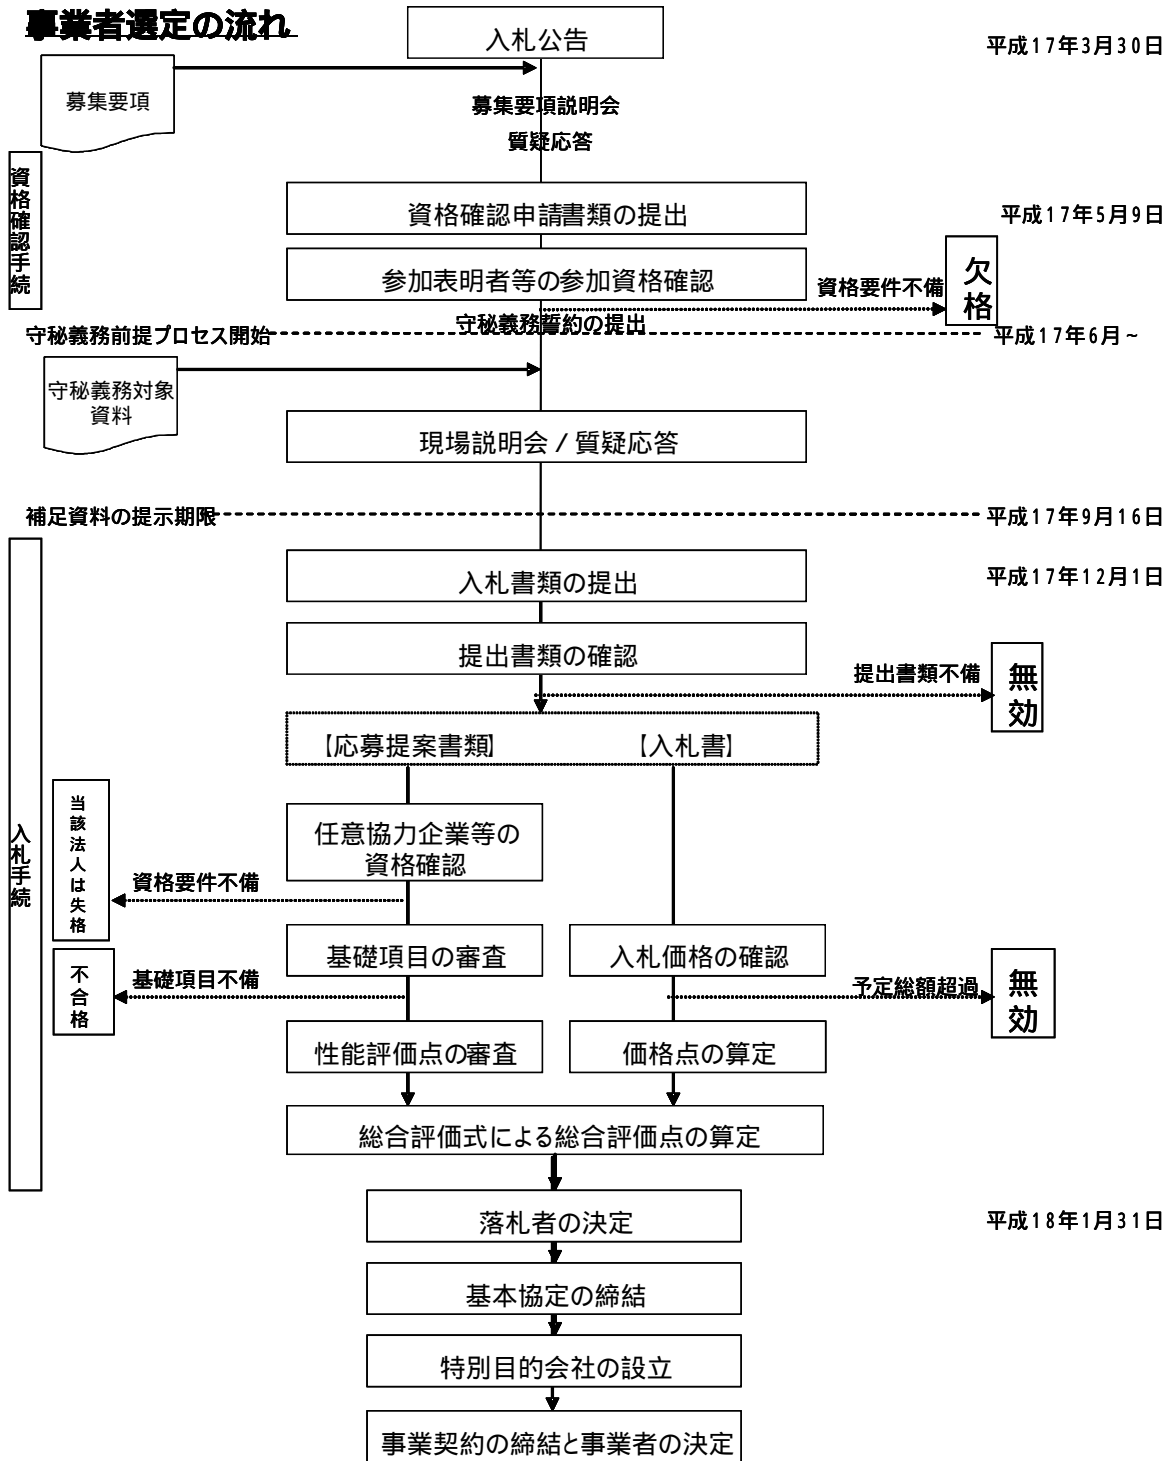 事業者選定の流れ
入札公告
平成17年3月30日
募集要項
募集要項説明会
質疑応答
資格確認手続
資格確認申請書類の提出
平成17年5月9日
参加表明者等の参加資格確認
資格要件不備
欠格
守秘義務誓約の提出
守秘義務前提プロセス開始
平成17年6月~
守秘義務対象
資料
現場説明会/質疑応答
補足資料の提示期限
平成17年9月16日
入札手続
入札書類の提出
平成17年12月1日
提出書類の確認
提出書類不備
無効
【応募提案書類】 【入札書】
当該法人は失格
任意協力企業等の
資格確認
資格要件不備
基礎項目の審査
入札価格の確認
不合格
基礎項目不備
予定総額超過
無効
性能評価点の審査
価格点の算定
総合評価式による総合評価点の算定
落札者の決定
平成18年1月31日
基本協定の締結
特別目的会社の設立
事業契約の締結と事業者の決定